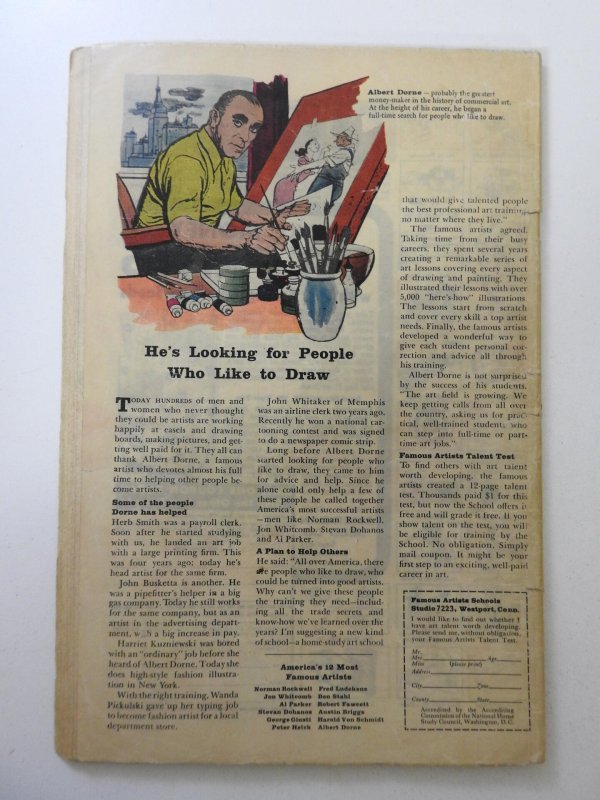 Albert Dorne — probably the greatest
money-maker in the history of commercial art.
At the height of his career, he began a
full-time search for people who like to draw.
He's Looking for People
Who Like to Draw
TODAY HUNDREDS of men and
women who never thought
they could be artists are working
happily at easels and drawing
boards, making pictures, and get-
ting well paid for it. They all can
thank Albert Dorne, a famous
artist who devotes almost his full
time to helping other people be-
come artists.
Some of the people
Dorne has helped
Herb Smith was a payroll clerk.
Soon after he started studying
with us, he landed an art job
with a large printing firm. This
was four years ago; today he's
head artist for the same firm.
John Busketta is another. He
was a pipefitter's helper in a big
gas company. Today he still works
for the same company, but as an
artist in the advertising depart-
ment, with a big increase in pay.
Harriet Kuzniewski was bored
with an "ordinary" job before she
heard of Albert Dorne. Today she
does high-style fashion illustra-
tion in New York.
With the right training, Wanda
Pickulski gave up her typing job
to become fashion artist for a local
department store.
John Whitaker of Memphis
was an airline clerk two years ago.
Recently he won a national car-
tooning contest and was signed
to do a newspaper comic strip.
Long before Albert Dorne
started looking for people who
like to draw, they came to him
for advice and help. Since he
alone could only help a few of
these people he called together
America's most successful artists
—men like Norman Rockwell,
Jon Whitcomb, Stevan Dohanos
and Al Parker.
A Plan to Help Others
He said: "All over America, there
are people who like to draw, who
could be turned into good artists.
Why can't we give these people
the training they need—includ-
ing all the trade secrets and
know-how we've learned over the
years? I'm suggesting a new kind
of school—a home-study art school
America's 12 Most
Famous Artists
Norman Rockwell Fred Ludekens
Jon Whitcomb Ben Stahl
Al Parker Robert Fawcett
Stevan Dohanos Austin Briggs
George Giusti Harold Von Schmidt
Peter Helck Albert Dorne
that would give talented people
the best professional art training
no matter where they live."
The famous artists agreed.
Taking time from their busy
careers, they spent several years
creating a remarkable series of
art lessons covering every aspect
of drawing and painting. They
illustrated their lessons with over
5,000 "here's-how" illustrations.
The lessons start from scratch
and cover every skill a top artist
needs. Finally, the famous artists
developed a wonderful way to
give each student personal cor-
rection and advice all through
his training.
Albert Dorne is not surprised
by the success of his students.
"The art field is growing. We
keep getting calls from all over
the country, asking us for prac-
tical, well-trained students who
can step into full-time or part-
time art jobs."
Famous Artists Talent Test
To find others with art talent
worth developing, the famous
artists created a 12-page talent
test. Thousands paid $1 for this
test, but now the School offers it
free and will grade it free. If you
show talent on the test, you will
be eligible for training by the
School. No obligation. Simply
mail coupon. It might be your
first step to an exciting, well-paid
career in art.
Famous Artists Schools
Studio 7223, Westport, Conn.
I would like to find out whether I
have art talent worth developing.
Please send me, without obligation,
your Famous Artists Talent Test.
Mr.
Mrs. Age
Miss (please print)
Address
City Zone
County State
Accredited by the Accrediting
Commission of the National Home
Study Council, Washington, D. C.